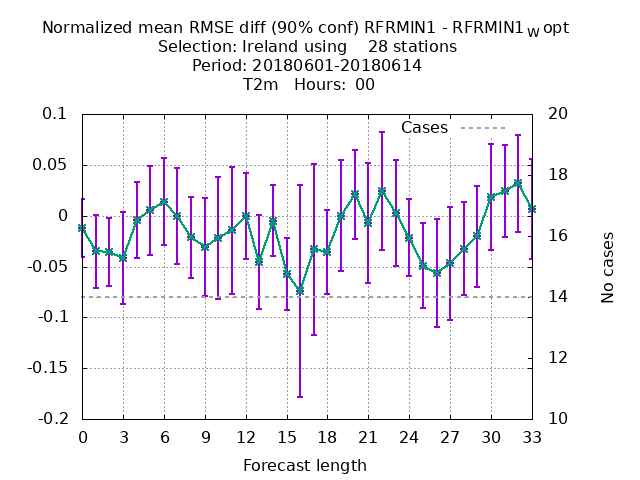 Normalized mean RMSE diff (90% conf) RFRMIN1 - RFRMIN1w opt
Selection: Ireland using    28 stations
Period: 20180601-20180614
T2m   Hours: 00
Cases
0.1
0.05
0
-0.05
-0.1
-0.15
-0.2
20
18
16
14
12
10
No cases
0 3 6 9 12 15 18 21 24 27 30 33
Forecast length